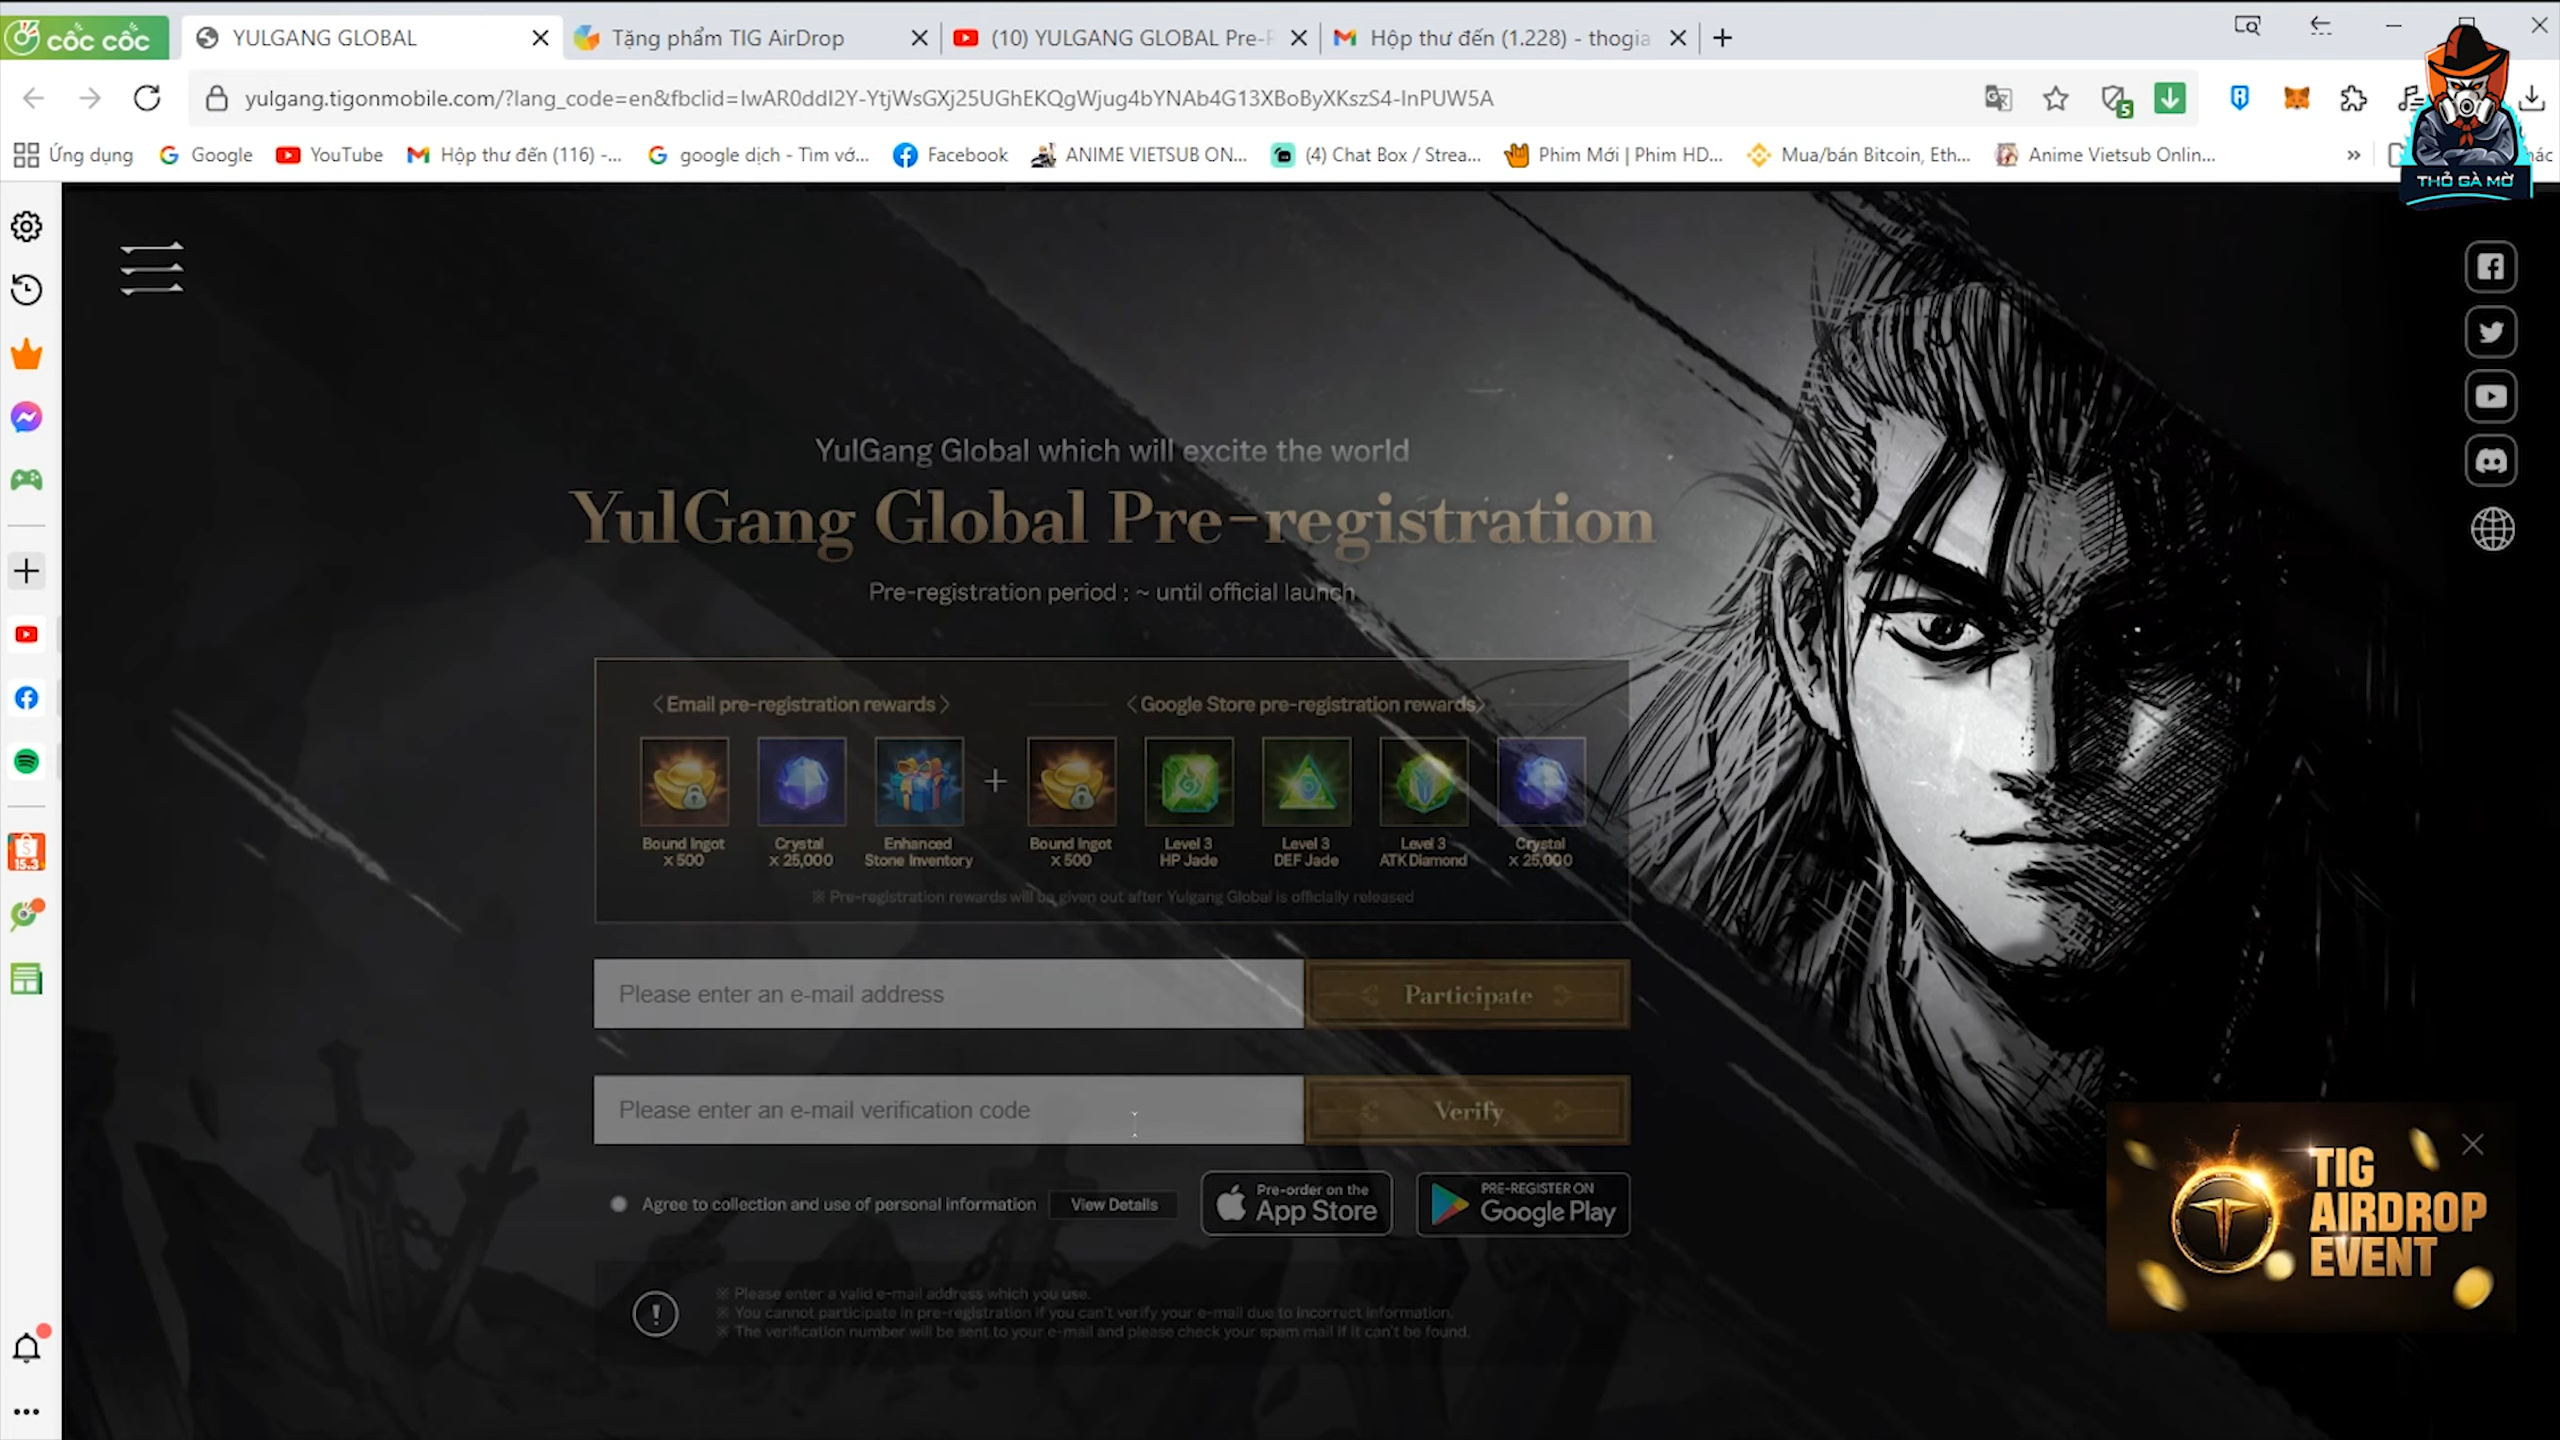 cốc cốc
YULGANG GLOBAL
Tặng phẩm TIG AirDrop
(10) YULGANG GLOBAL Pre-R
Hộp thư đến (1.228) - thogia
yulgang.tigonmobile.com/?lang_code=en&fbclid=IwAR0ddI2Y-YtjWsGXj25UGhEKQgWjug4bYNAb4G13XBoByXKszS4-InPUW5A
5
Ứng dụng
Google
YouTube
Hộp thư đến (116) -...
google dịch - Tìm vớ...
Facebook
ANIME VIETSUB ON...
(4) Chat Box / Strea...
Phim Mới | Phim HD...
Mua/bán Bitcoin, Eth...
Anime Vietsub Onlin...
»
THỎ GÀ MỜ
YulGang Global which will excite the world
YulGang Global Pre-registration
Pre-registration period : ~ until official launch
<Email pre-registration rewards>
<Google Store pre-registration rewards>
Bound Ingot
x 500
Crystal
x 25,000
Enhanced
Stone Inventory
+
Bound Ingot
x 500
Level 3
HP Jade
Level 3
DEF Jade
Level 3
ATK Diamond
Crystal
x 25,000
※ Pre-registration rewards will be given out after Yulgang Global is officially released
Please enter an e-mail address
Participate
Please enter an e-mail verification code
Verify
Agree to collection and use of personal information
View Details
Pre-order on the
App Store
PRE-REGISTER ON
Google Play
※ Please enter a valid e-mail address which you use.
※ You cannot participate in pre-registration if you can't verify your e-mail due to incorrect information.
※ The verification number will be sent to your e-mail and please check your spam mail if it can't be found.
TIG
AIRDROP
EVENT
15.3